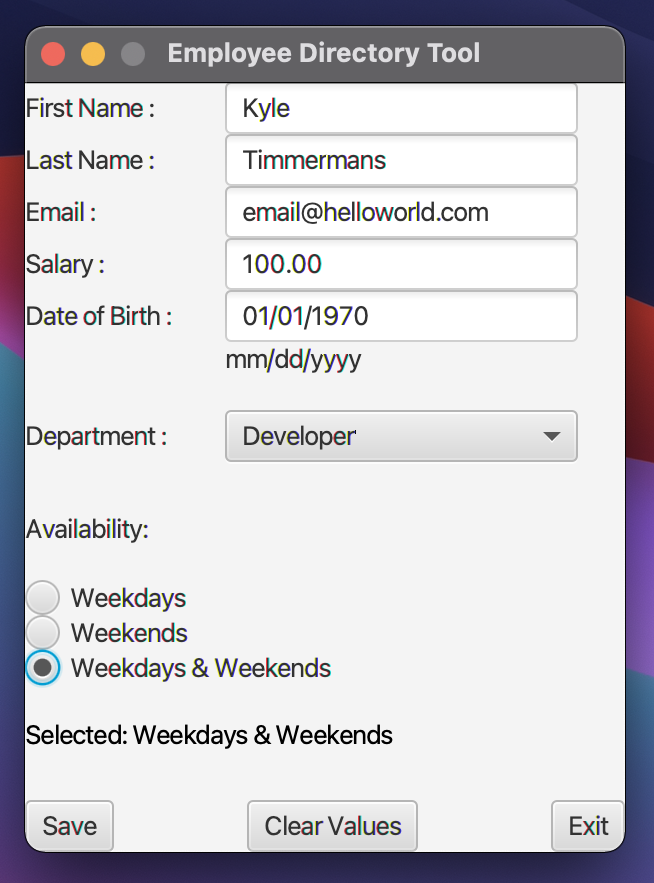 Employee Directory Tool
First Name : Kyle
Last Name : Timmermans
Email : email@helloworld.com
Salary : 100.00
Date of Birth : 01/01/1970
mm/dd/yyyy
Department : Developer
Availability:
Weekdays
Weekends
Weekdays & Weekends
Selected: Weekdays & Weekends
Save Clear Values Exit